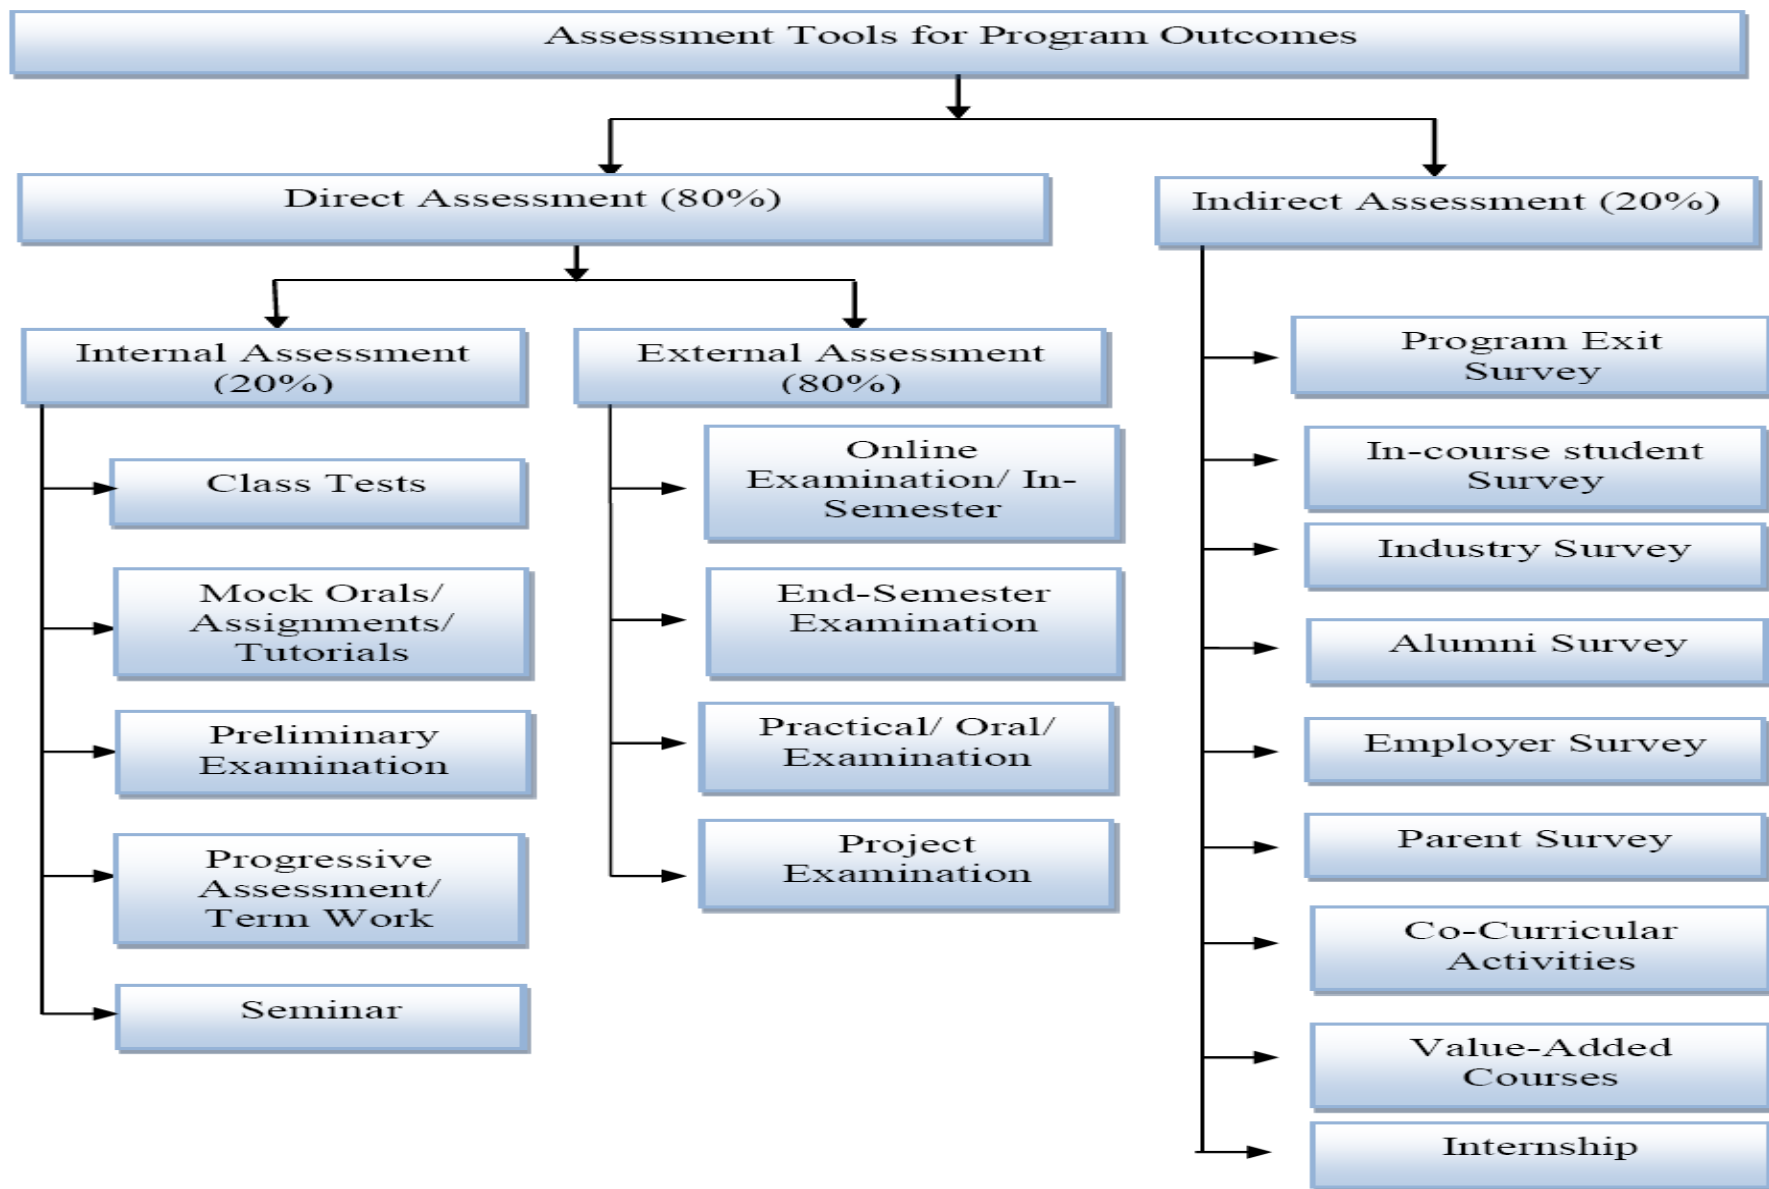 Assessment Tools for Program Outcomes
Direct Assessment (80%)
Indirect Assessment (20%)
Internal Assessment
(20%)
Class Tests
Mock Orals/
Assignments/
Tutorials
Preliminary
Examination
Progressive
Assessment/
Term Work
Seminar
External Assessment
(80%)
Online
Examination/ In-
Semester
End-Semester
Examination
Practical/ Oral/
Examination
Project
Examination
Program Exit
Survey
In-course student
Survey
Industry Survey
Alumni Survey
Employer Survey
Parent Survey
Co-Curricular
Activities
Value-Added
Courses
Internship